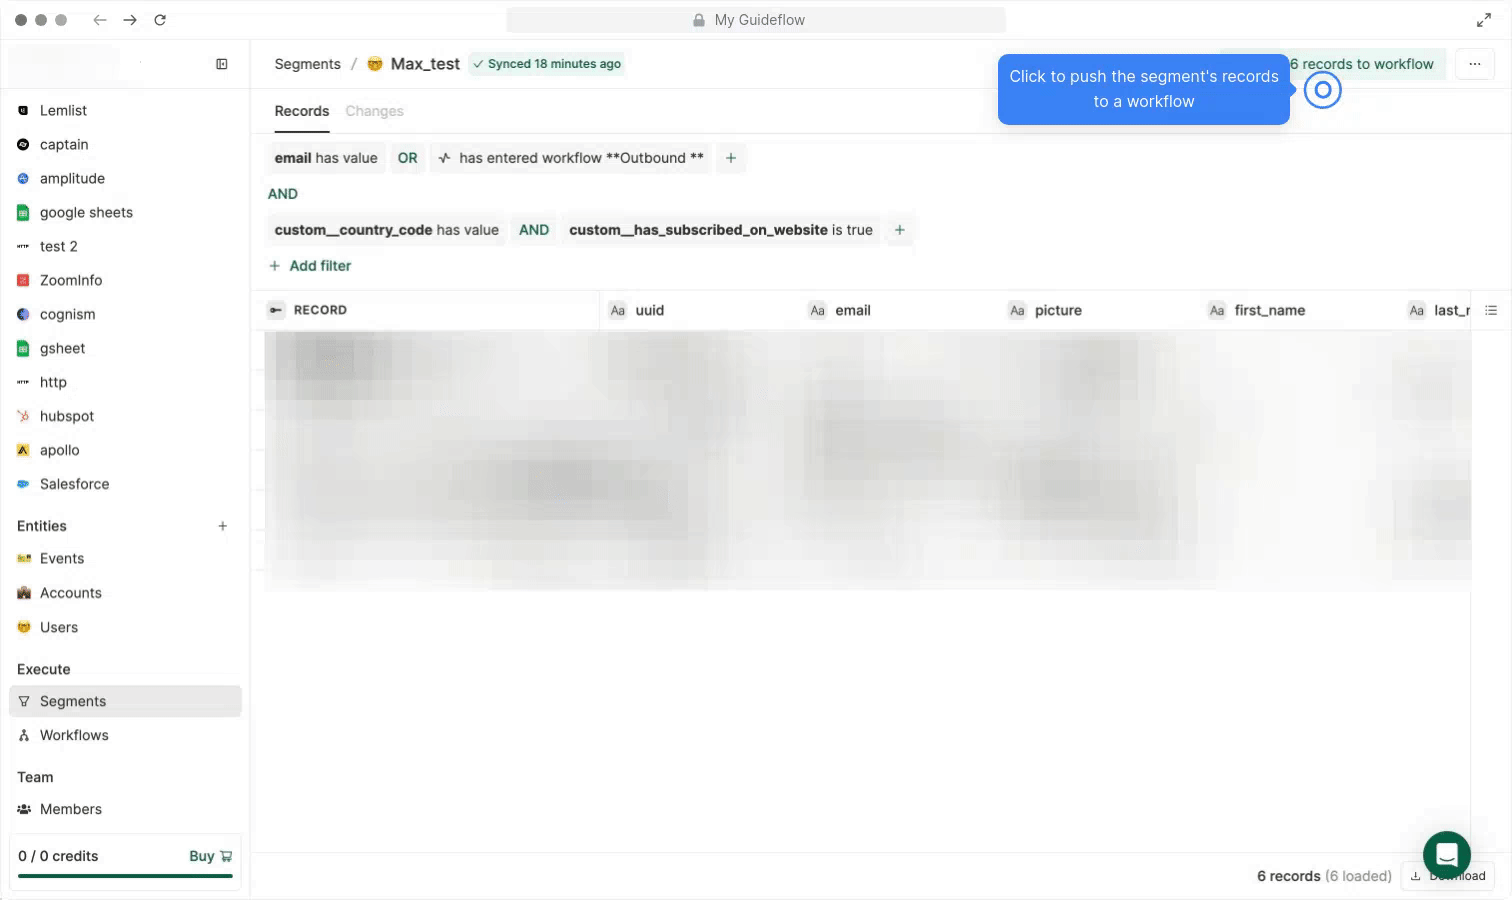 My Guideflow
Segments / Max_test Synced 18 minutes ago
6 records to workflow
Click to push the segment's records
to a workflow
Records Changes
email has value OR has entered workflow **Outbound **
AND
custom__country_code has value AND custom__has_subscribed_on_website is true
Add filter
RECORD Aa uuid Aa email Aa picture Aa first_name Aa
Lemlist
captain
amplitude
google sheets
test 2
ZoomInfo
cognism
gsheet
http
hubspot
apollo
Salesforce
Entities
Events
Accounts
Users
Execute
Segments
Workflows
Team
Members
0 / 0 credits Buy
6 records (6 loaded) Download